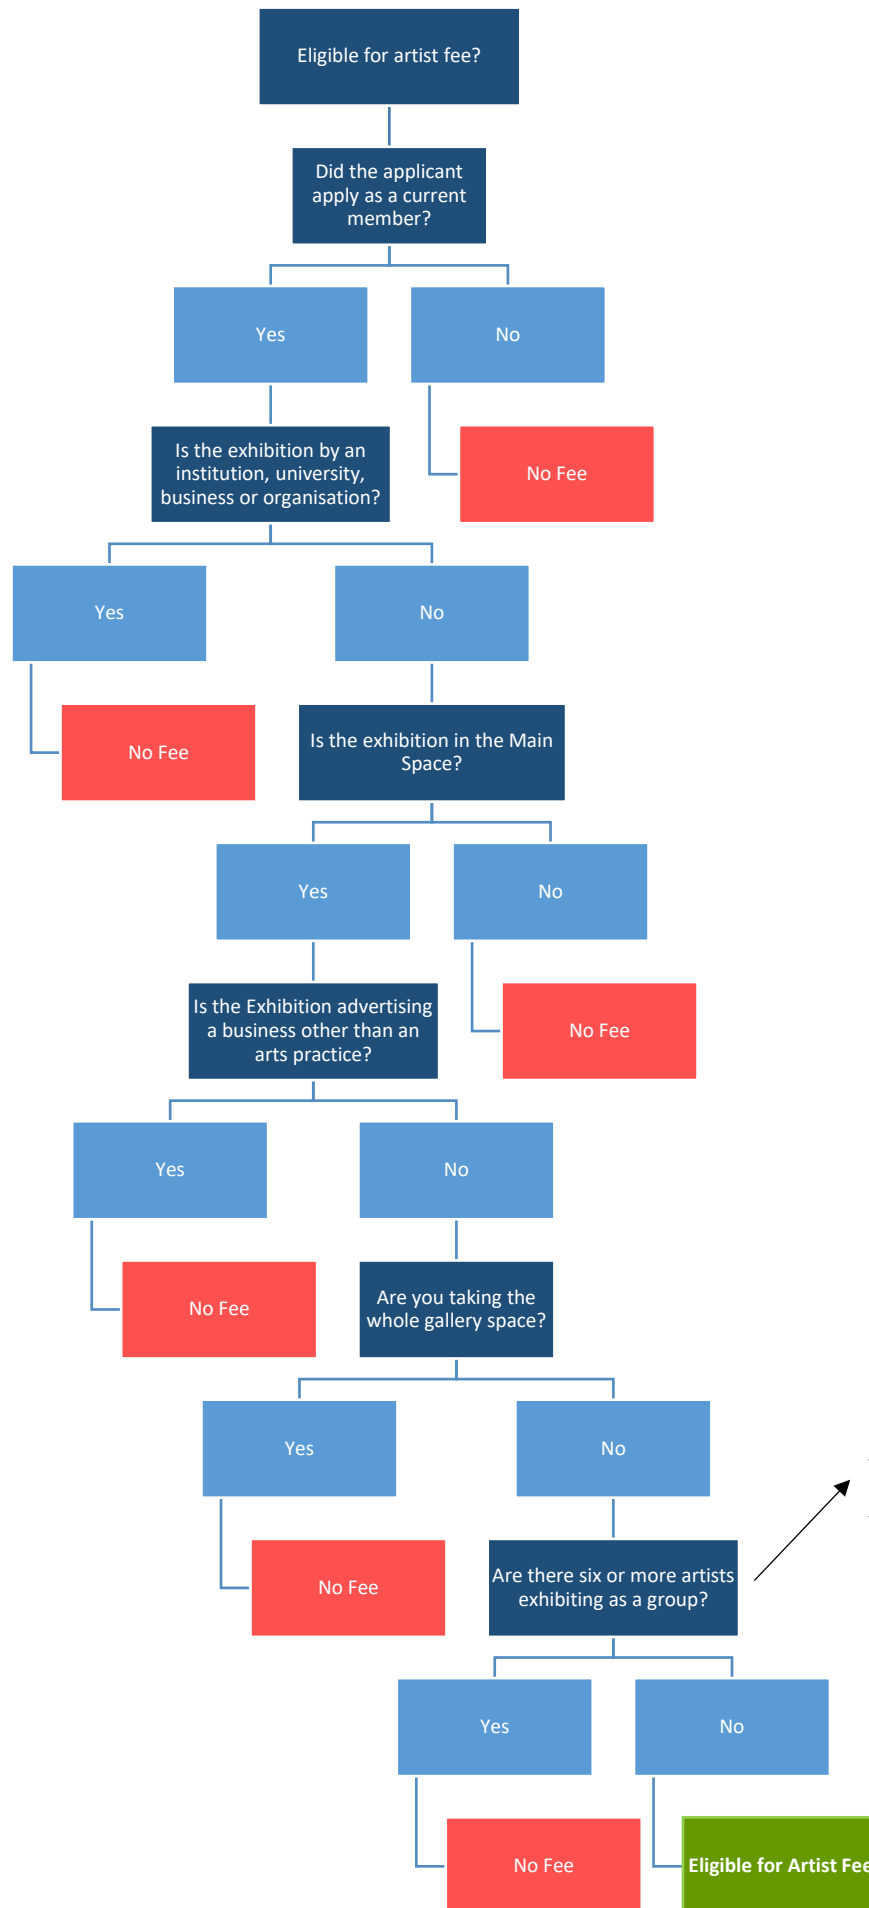 Eligible for artist fee?
Did the applicant
apply as a current
member?
Yes
No
Is the exhibition by an
institution, university,
business or organisation?
No Fee
Yes
No
No Fee
Is the exhibition in the Main
Space?
Yes
No
Is the Exhibition advertising
a business other than an
arts practice?
No Fee
Yes
No
No Fee
Are you taking the
whole gallery space?
Yes
No
No Fee
Are there six or more artists
exhibiting as a group?
Yes
No
No Fee
Eligible for Artist Fee